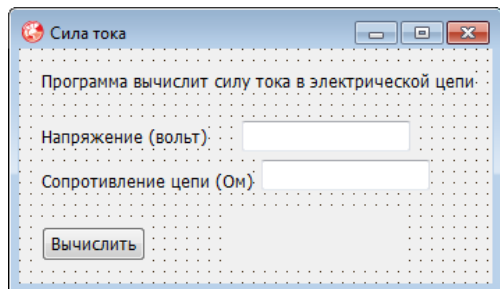 Сила тока
Программа вычислит силу тока в электрической цепи
Напряжение (вольт)
Сопротивление цепи (Ом)
Вычислить